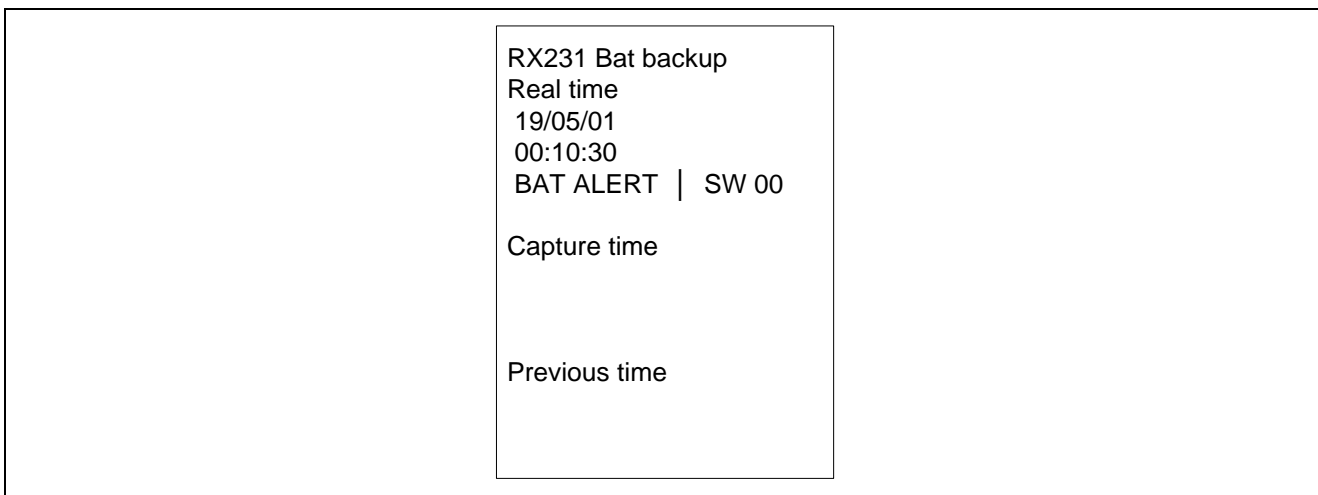 RX231 Bat backup
Real time
19/05/01
00:10:30
BAT ALERT | SW 00
Capture time
Previous time